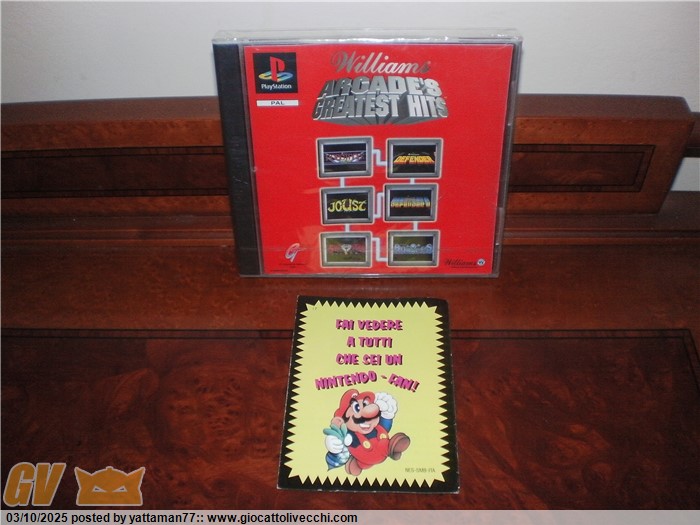 Williams
ARCADE'S
GREATEST HITS
PlayStation
PAL
DEFENDER
JOUST
Williams
FAI VEDERE
A TUTTI
CHE SEI UN
NINTENDO - FAN!
GV
03/10/2025 posted by yattaman77:: www.giocattolivecchi.com